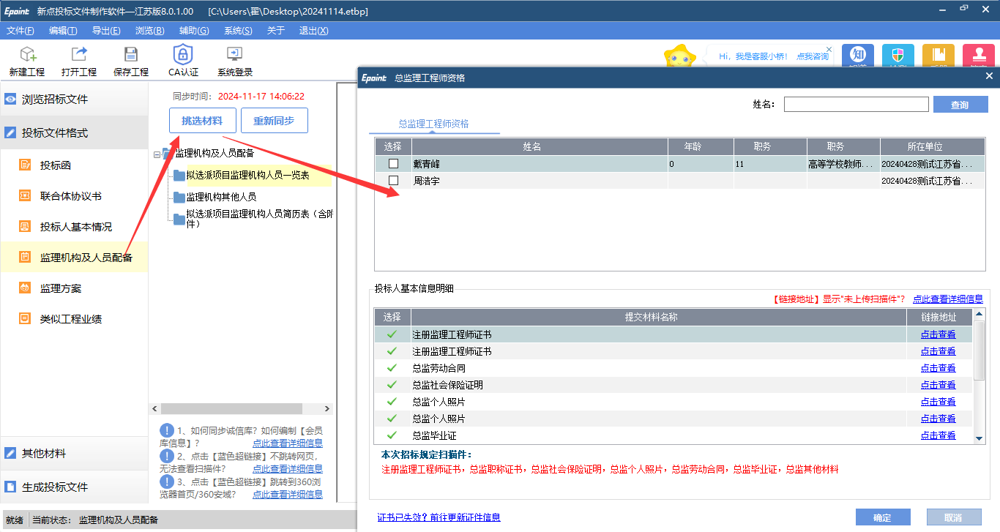 Epoint 新点投标文件制作软件—江苏版8.0.1.00 [C:\Users\翟\Desktop\20241114.etbp]
文件(F) 编辑(T) 导出(E) 浏览(B) 辅助(G) 系统(S) 关于 退出(X)
新建工程 打开工程 保存工程 CA认证 系统登录
Hi，我是客服小桥！ 点我咨询
知
浏览招标文件
投标文件格式
投标函
联合体协议书
投标人基本情况
监理机构及人员配备
监理方案
类似工程业绩
其他材料
生成投标文件
同步时间： 2024-11-17 14:06:22
挑选材料 重新同步
监理机构及人员配备
拟选派项目监理机构人员一览表
监理机构其他人员
拟选派项目监理机构人员简历表（含附
件）
1、如何同步诚信库？如何编制【会员
库信息】? 点此查看详细信息
2、点击【蓝色超链接】不跳转网页，
无法查看扫描件? 点此查看详细信息
3、点击【蓝色超链接】跳转到360浏
览器首页/360安域? 点此查看详细信息
Epoint 总监理工程师资格
姓名： 查询
总监理工程师资格
选择 姓名 年龄 职务 职务 所在单位
戴青峰 0 11 高等学校教师... 20240428测试江苏省...
周浩宇 20240428测试江苏省...
投标人基本信息明细
【链接地址】显示"未上传扫描件"? 点此查看详细信息
选择 提交材料名称 链接地址
注册监理工程师证书 点击查看
注册监理工程师证书 点击查看
总监劳动合同 点击查看
总监社会保险证明 点击查看
总监个人照片 点击查看
总监个人照片 点击查看
总监毕业证 点击查看
本次招标规定扫描件：
注册监理工程师证书，总监职称证书，总监社会保险证明，总监个人照片，总监劳动合同，总监毕业证，总监其他材料
证书已失效？前往更新证件信息
确定 取消
就绪 当前状态： 监理机构及人员配备